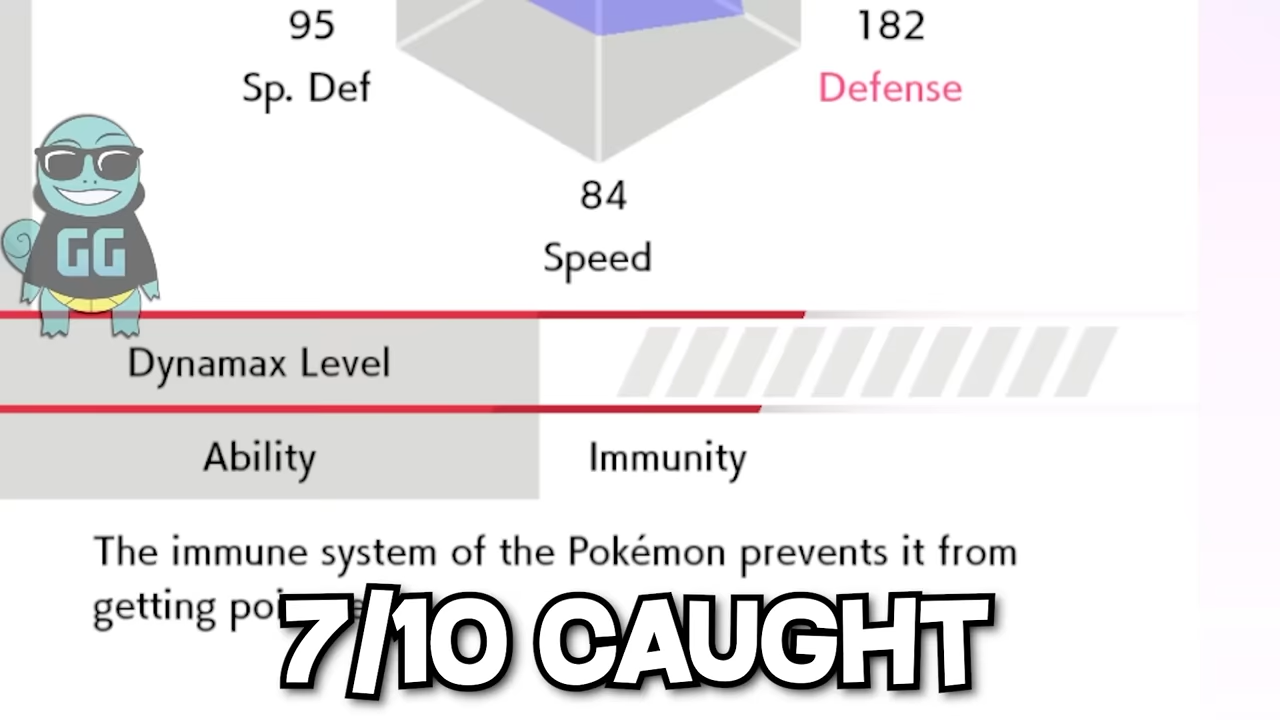 95
182
Sp. Def
Defense
84
Speed
GG
Dynamax Level
Ability
Immunity
The immune system of the Pokémon prevents it from
getting
7/10 CAUGHT